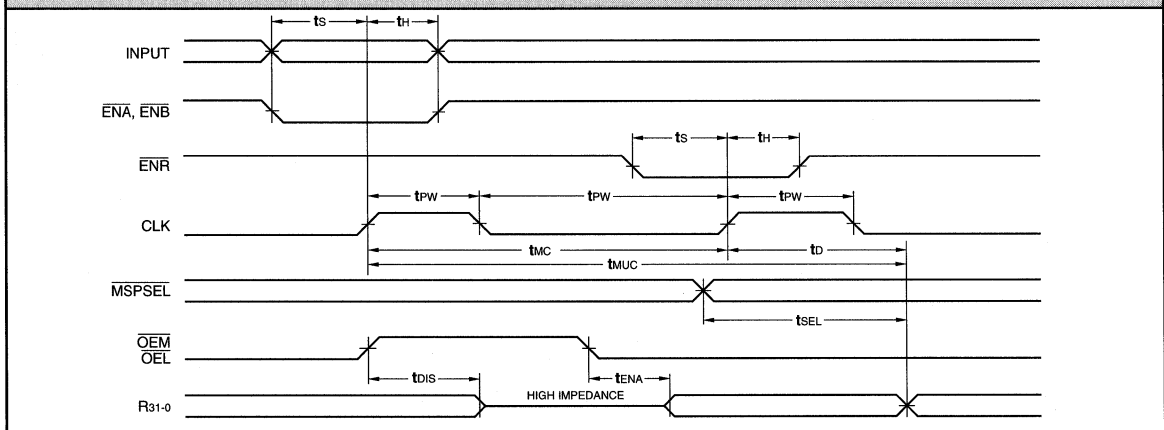 tS tH
INPUT
ENA, ENB
tS tH
ENR
tPW tPW tPW
CLK
tMC tD
tMUC
MSPSEL
tSEL
OEM
OEL
tDIS tENA
HIGH IMPEDANCE
R31-0